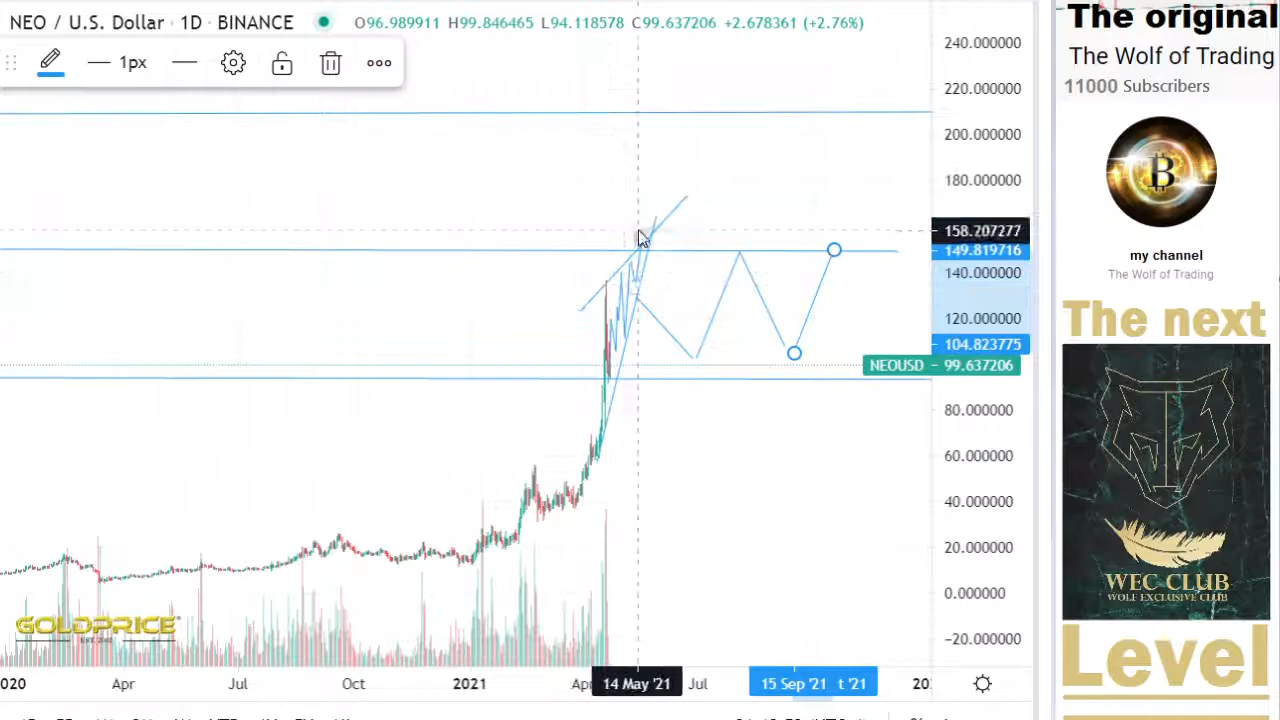 NEO / U.S. Dollar · 1D · BINANCE
O96.989911 H99.846465 L94.118578 C99.637206 +2.678361 (+2.76%)
1px
240.000000
220.000000
200.000000
180.000000
158.707277
149.819716
140.000000
120.000000
104.823775
NEOUSD
99.637206
80.000000
60.000000
40.000000
20.000000
0.000000
−20.000000
GOLDPRICE
2020
Apr
Jul
Oct
2021
14 May '21
Jul
15 Sep '21
The original
The Wolf of Trading
11000 Subscribers
my channel
The Wolf of Trading
The next
WEC CLUB
WOLF EXCLUSIVE CLUB
Level